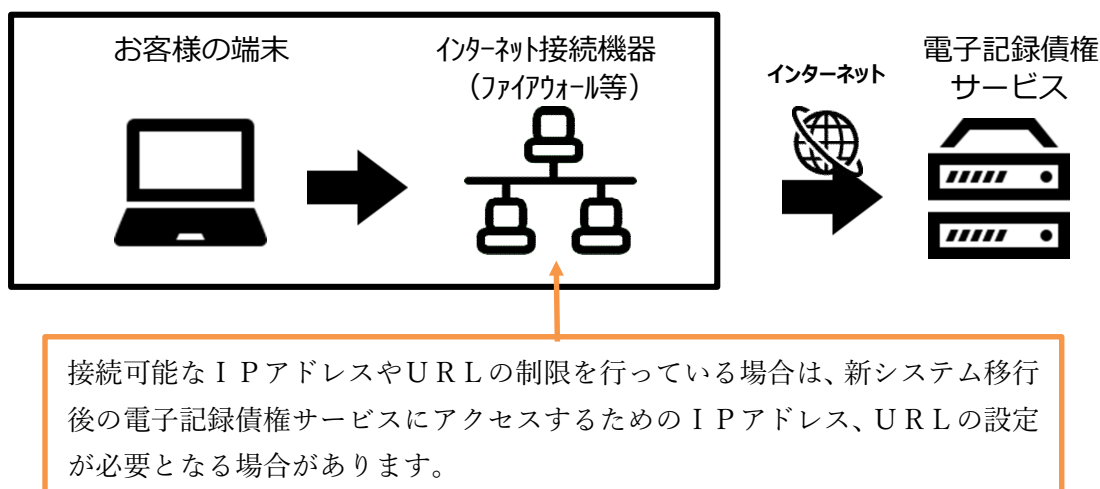 お客様の端末
インターネット接続機器
（ファイアウォール等）
インターネット
電子記録債権
サービス
接続可能なＩＰアドレスやＵＲＬの制限を行っている場合は、新システム移行
後の電子記録債権サービスにアクセスするためのＩＰアドレス、ＵＲＬの設定
が必要となる場合があります。